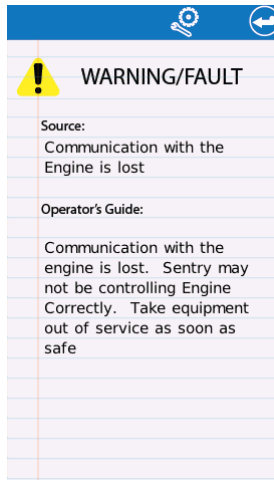 WARNING/FAULT
Source:
Communication with the
Engine is lost
Operator's Guide:
Communication with the
engine is lost.  Sentry may
not be controlling Engine
Correctly.  Take equipment
out of service as soon as
safe